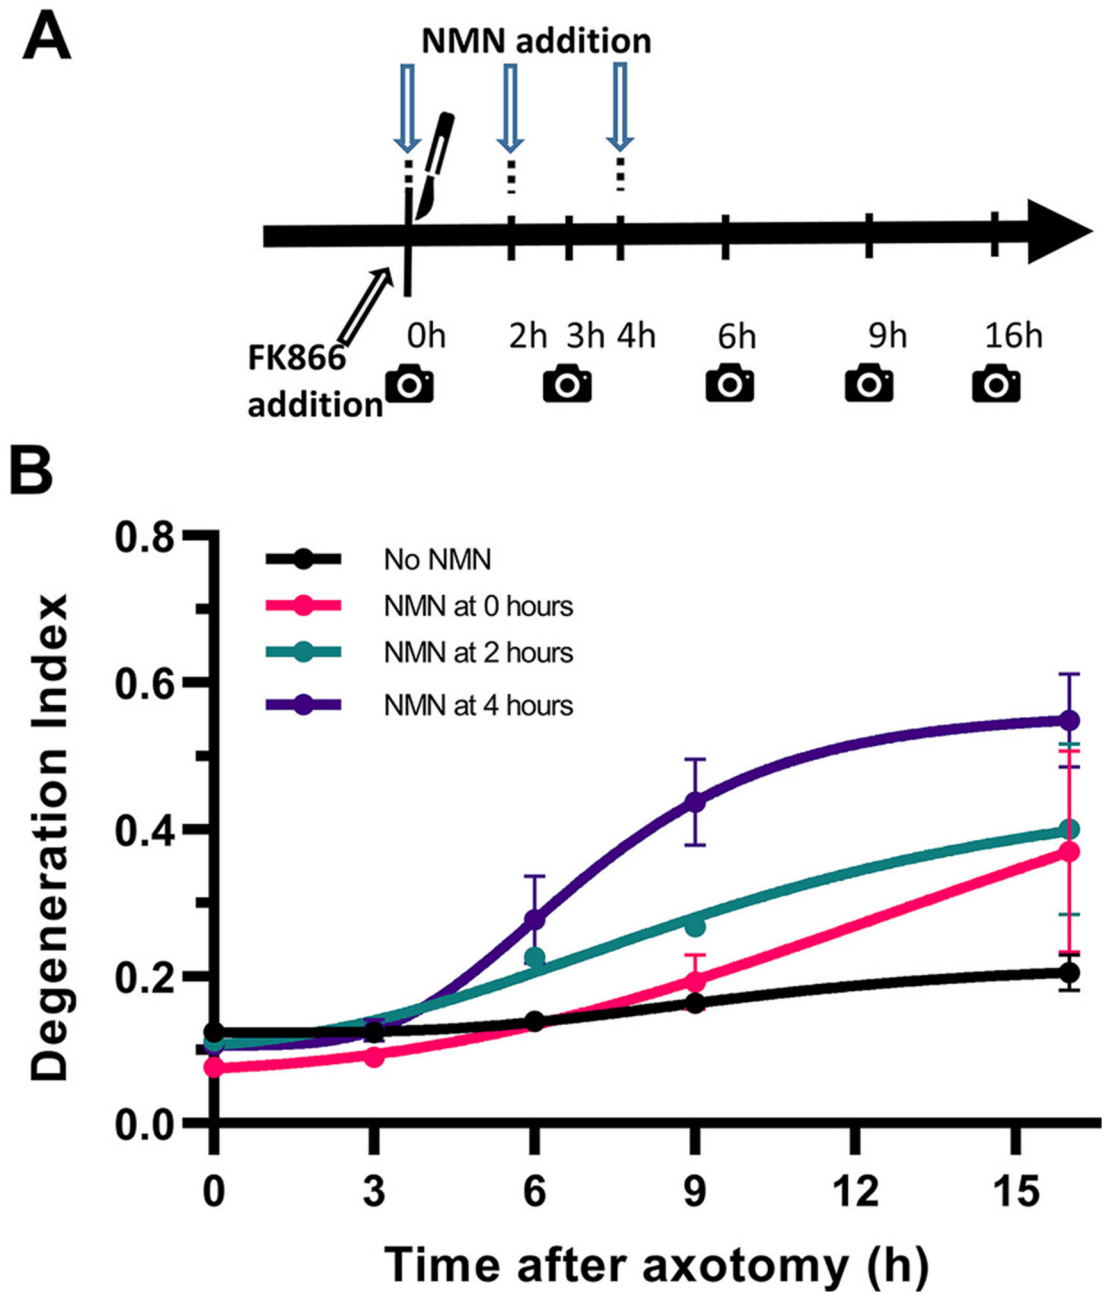 A
NMN addition
FK866
addition
0h 2h 3h 4h 6h 9h 16h
B
Degeneration Index
0.8
0.6
0.4
0.2
0.0
No NMN
NMN at 0 hours
NMN at 2 hours
NMN at 4 hours
0 3 6 9 12 15
Time after axotomy (h)